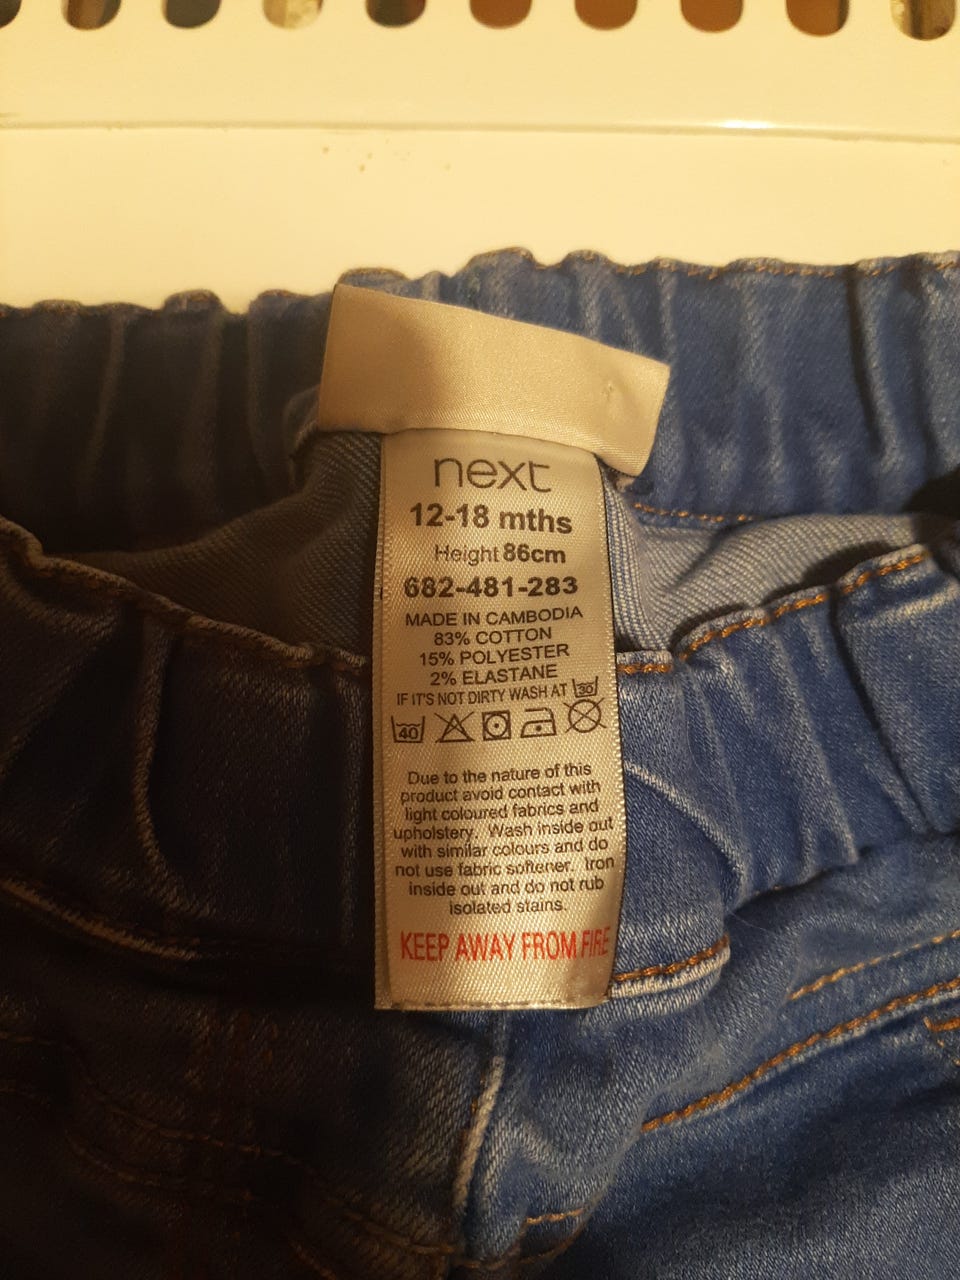 next
12-18 mths
Height 86cm
682-481-283
MADE IN CAMBODIA
83% COTTON
15% POLYESTER
2% ELASTANE
IF IT'S NOT DIRTY WASH AT 30
40
Due to the nature of this
product avoid contact with
light coloured fabrics and
upholstery. Wash inside out
with similar colours and do
not use fabric softener. Iron
inside out and do not rub
isolated stains.
KEEP AWAY FROM FIRE